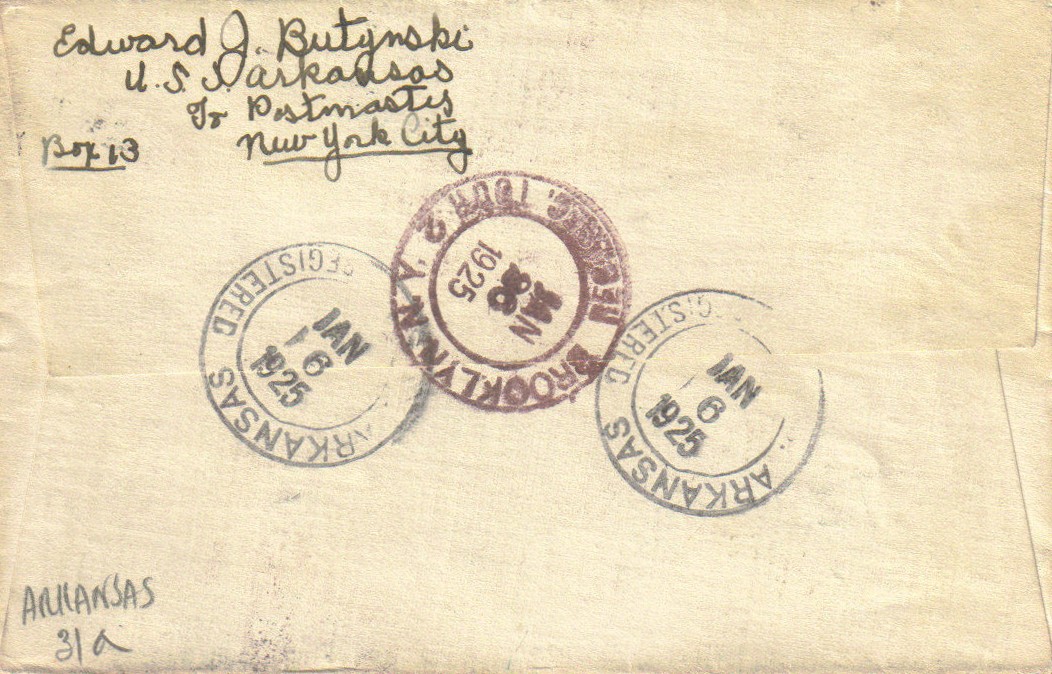 Edward J. Butynski
U.S.S. Arkansas
℅ Postmaster
New York City
Box 13
BROOKLYN, N.Y.
JAN
1925
REGISTERED
ARKANSAS
JAN
6
1925
REGISTERED
ARKANSAS
JAN
6
1925
ARKANSAS
31a